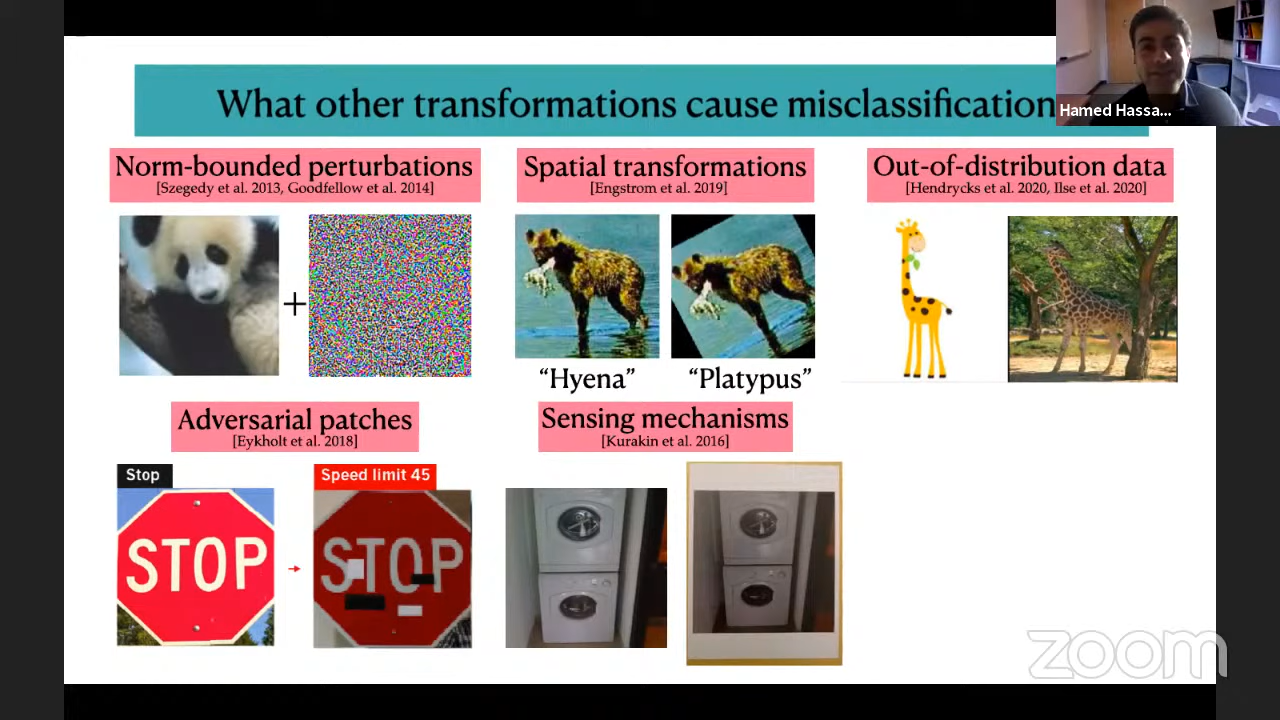 What other transformations cause misclassification
Hamed Hassa...
Norm-bounded perturbations
[Szegedy et al. 2013, Goodfellow et al. 2014]
Spatial transformations
[Engstrom et al. 2019]
Out-of-distribution data
[Hendrycks et al. 2020, Ilse et al. 2020]
+
“Hyena”
“Platypus”
Adversarial patches
[Eykholt et al. 2018]
Sensing mechanisms
[Kurakin et al. 2016]
Stop
Speed limit 45
STOP
STOP
zoom